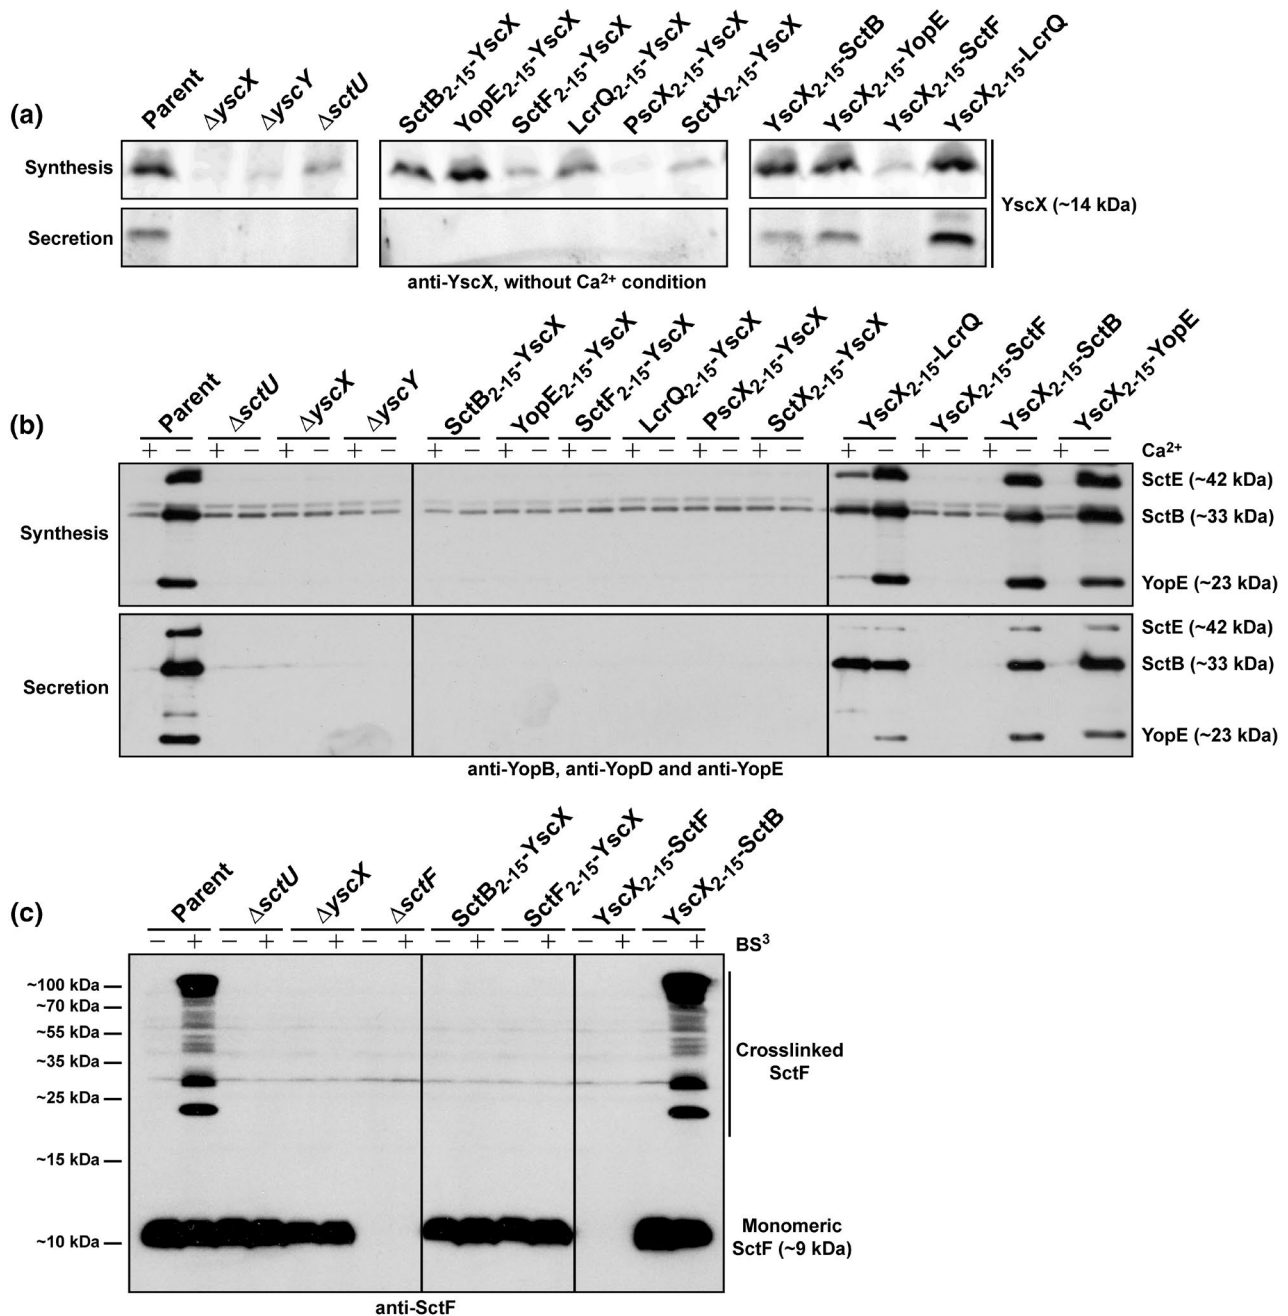 (a)
Parent
ΔyscX
ΔyscY
ΔsctU
SctB2-15-YscX
YopE2-15-YscX
SctF2-15-YscX
LcrQ2-15-YscX
PscX2-15-YscX
SctX2-15-YscX
YscX2-15-SctB
YscX2-15-YopE
YscX2-15-SctF
YscX2-15-LcrQ
Synthesis
Secretion
YscX (~14 kDa)
anti-YscX, without Ca2+ condition
(b)
Parent
ΔsctU
ΔyscX
ΔyscY
SctB2-15-YscX
YopE2-15-YscX
SctF2-15-YscX
LcrQ2-15-YscX
PscX2-15-YscX
SctX2-15-YscX
YscX2-15-LcrQ
YscX2-15-SctF
YscX2-15-SctB
YscX2-15-YopE
+ − + − + − + − + − + − + − + − + − + − + − + − + − + − Ca2+
Synthesis
SctE (~42 kDa)
SctB (~33 kDa)
YopE (~23 kDa)
Secretion
SctE (~42 kDa)
SctB (~33 kDa)
YopE (~23 kDa)
anti-YopB, anti-YopD and anti-YopE
(c)
Parent
ΔsctU
ΔyscX
ΔsctF
SctB2-15-YscX
SctF2-15-YscX
YscX2-15-SctF
YscX2-15-SctB
− + − + − + − + − + − + − + − + BS3
~100 kDa
~70 kDa
~55 kDa
~35 kDa
~25 kDa
~15 kDa
~10 kDa
Crosslinked
SctF
Monomeric
SctF (~9 kDa)
anti-SctF